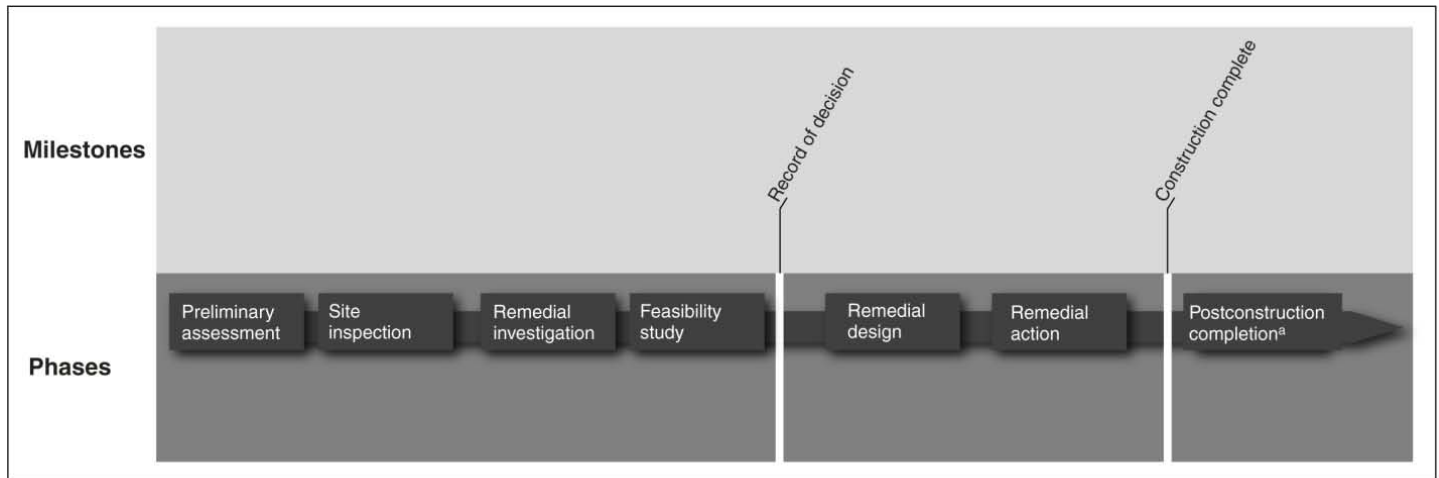 Milestones
Record of decision
Construction complete
Phases
Preliminary
assessment
Site
inspection
Remedial
investigation
Feasibility
study
Remedial
design
Remedial
action
Postconstruction
completionᵃ